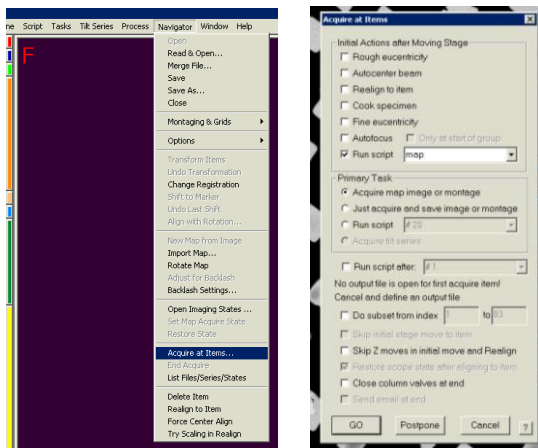 ne Script Tasks Tilt Series Process Navigator Window Help
F
Open
Read & Open...
Merge File...
Save
Save As...
Close
Montaging & Grids
Options
Transform Items
Undo Transformation
Change Registration
Shift to Marker
Undo Last Shift
Align with Rotation...
New Map from Image
Import Map...
Rotate Map
Adjust for Backlash
Backlash Settings...
Open Imaging States ...
Set Map Acquire State
Restore State
Acquire at Items...
End Acquire
List Files/Series/States
Delete Item
Realign to Item
Force Center Align
Try Scaling in Realign
Acquire at Items
Initial Actions after Moving Stage
Rough eucentricity
Autocenter beam
Realign to item
Cook specimen
Fine eucentricity
Autofocus Only at start of group
Run script map
Primary Task
Acquire map image or montage
Just acquire and save image or montage
Run script # 20
Acquire tilt series
Run script after: # 1
No output file is open for first acquire item!
Cancel and define an output file
Do subset from index 1 to 83
Skip initial stage move to item
Skip Z moves in initial move and Realign
Restore scope state after aligning to item
Close column valves at end
Send email at end
GO Postpone Cancel ?